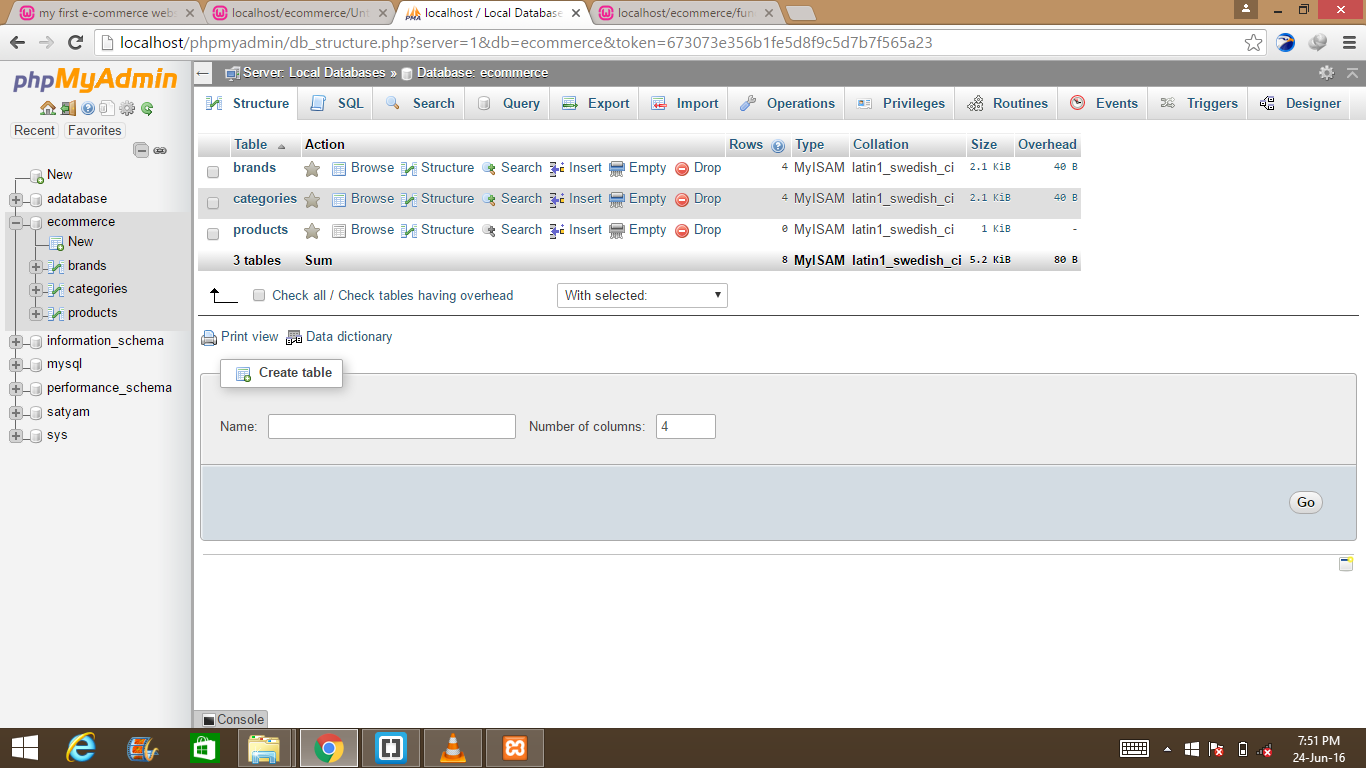 my first e-commerce webs
localhost/ecommerce/Unt
localhost / Local Database
localhost/ecommerce/fun
localhost/phpmyadmin/db_structure.php?server=1&db=ecommerce&token=673073e356b1fe5d8f9c5d7b7f565a23
phpMyAdmin
Recent Favorites
New
adatabase
ecommerce
New
brands
categories
products
information_schema
mysql
performance_schema
satyam
sys
Server: Local Databases » Database: ecommerce
Structure SQL Search Query Export Import Operations Privileges Routines Events Triggers Designer
Table Action Rows Type Collation Size Overhead
brands Browse Structure Search Insert Empty Drop 4 MyISAM latin1_swedish_ci 2.1 KiB 40 B
categories Browse Structure Search Insert Empty Drop 4 MyISAM latin1_swedish_ci 2.1 KiB 40 B
products Browse Structure Search Insert Empty Drop 0 MyISAM latin1_swedish_ci 1 KiB -
3 tables Sum 8 MyISAM latin1_swedish_ci 5.2 KiB 80 B
Check all / Check tables having overhead With selected:
Print view Data dictionary
Create table
Name: Number of columns: 4
Go
Console
7:51 PM
24-Jun-16